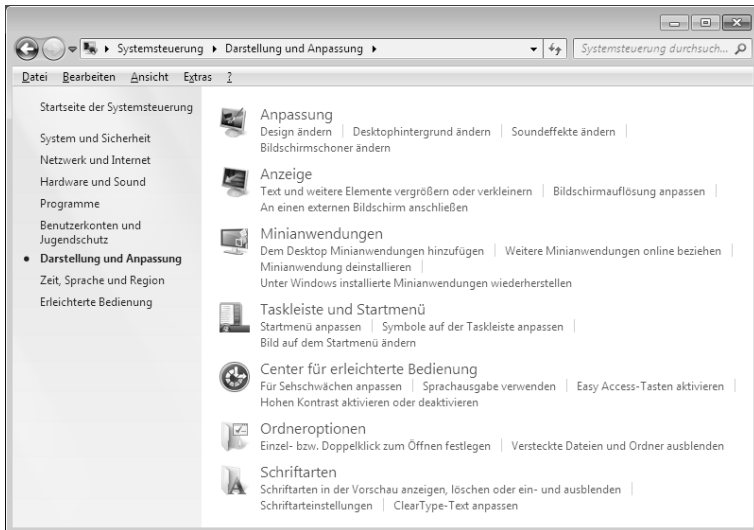 Systemsteuerung Darstellung und Anpassung Systemsteuerung durchsuch...
Datei Bearbeiten Ansicht Extras ?
Startseite der Systemsteuerung
System und Sicherheit
Netzwerk und Internet
Hardware und Sound
Programme
Benutzerkonten und
Jugendschutz
Darstellung und Anpassung
Zeit, Sprache und Region
Erleichterte Bedienung
Anpassung
Design ändern Desktophintergrund ändern Soundeffekte ändern
Bildschirmschoner ändern
Anzeige
Text und weitere Elemente vergrößern oder verkleinern Bildschirmauflösung anpassen
An einen externen Bildschirm anschließen
Minianwendungen
Dem Desktop Minianwendungen hinzufügen Weitere Minianwendungen online beziehen
Minianwendung deinstallieren
Unter Windows installierte Minianwendungen wiederherstellen
Taskleiste und Startmenü
Startmenü anpassen Symbole auf der Taskleiste anpassen
Bild auf dem Startmenü ändern
Center für erleichterte Bedienung
Für Sehschwächen anpassen Sprachausgabe verwenden Easy Access-Tasten aktivieren
Hohen Kontrast aktivieren oder deaktivieren
Ordneroptionen
Einzel- bzw. Doppelklick zum Öffnen festlegen Versteckte Dateien und Ordner ausblenden
Schriftarten
Schriftarten in der Vorschau anzeigen, löschen oder ein- und ausblenden
Schriftarteinstellungen ClearType-Text anpassen